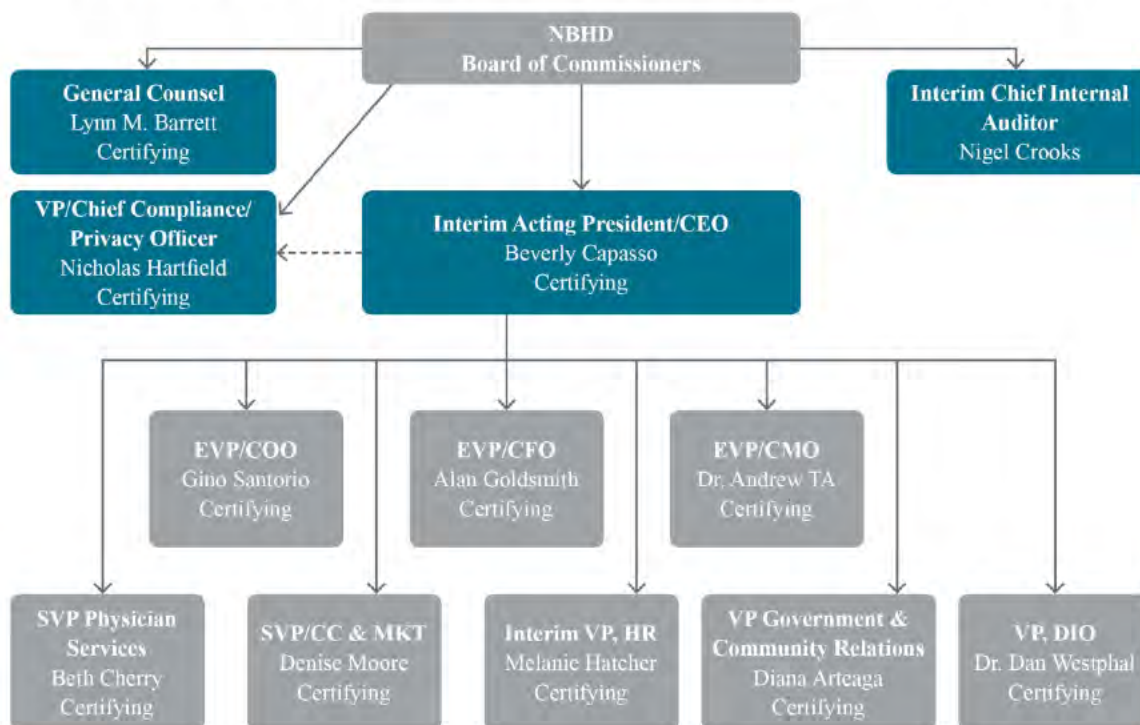 NBHD
Board of Commissioners
General Counsel
Lynn M. Barrett
Certifying
Interim Chief Internal
Auditor
Nigel Crooks
VP/Chief Compliance/
Privacy Officer
Nicholas Hartfield
Certifying
Interim Acting President/CEO
Beverly Capasso
Certifying
EVP/COO
Gino Santorio
Certifying
EVP/CFO
Alan Goldsmith
Certifying
EVP/CMO
Dr. Andrew TA
Certifying
SVP Physician
Services
Beth Cherry
Certifying
SVP/CC & MKT
Denise Moore
Certifying
Interim VP, HR
Melanie Hatcher
Certifying
VP Government &
Community Relations
Diana Arteaga
Certifying
VP, DIO
Dr. Dan Westphal
Certifying